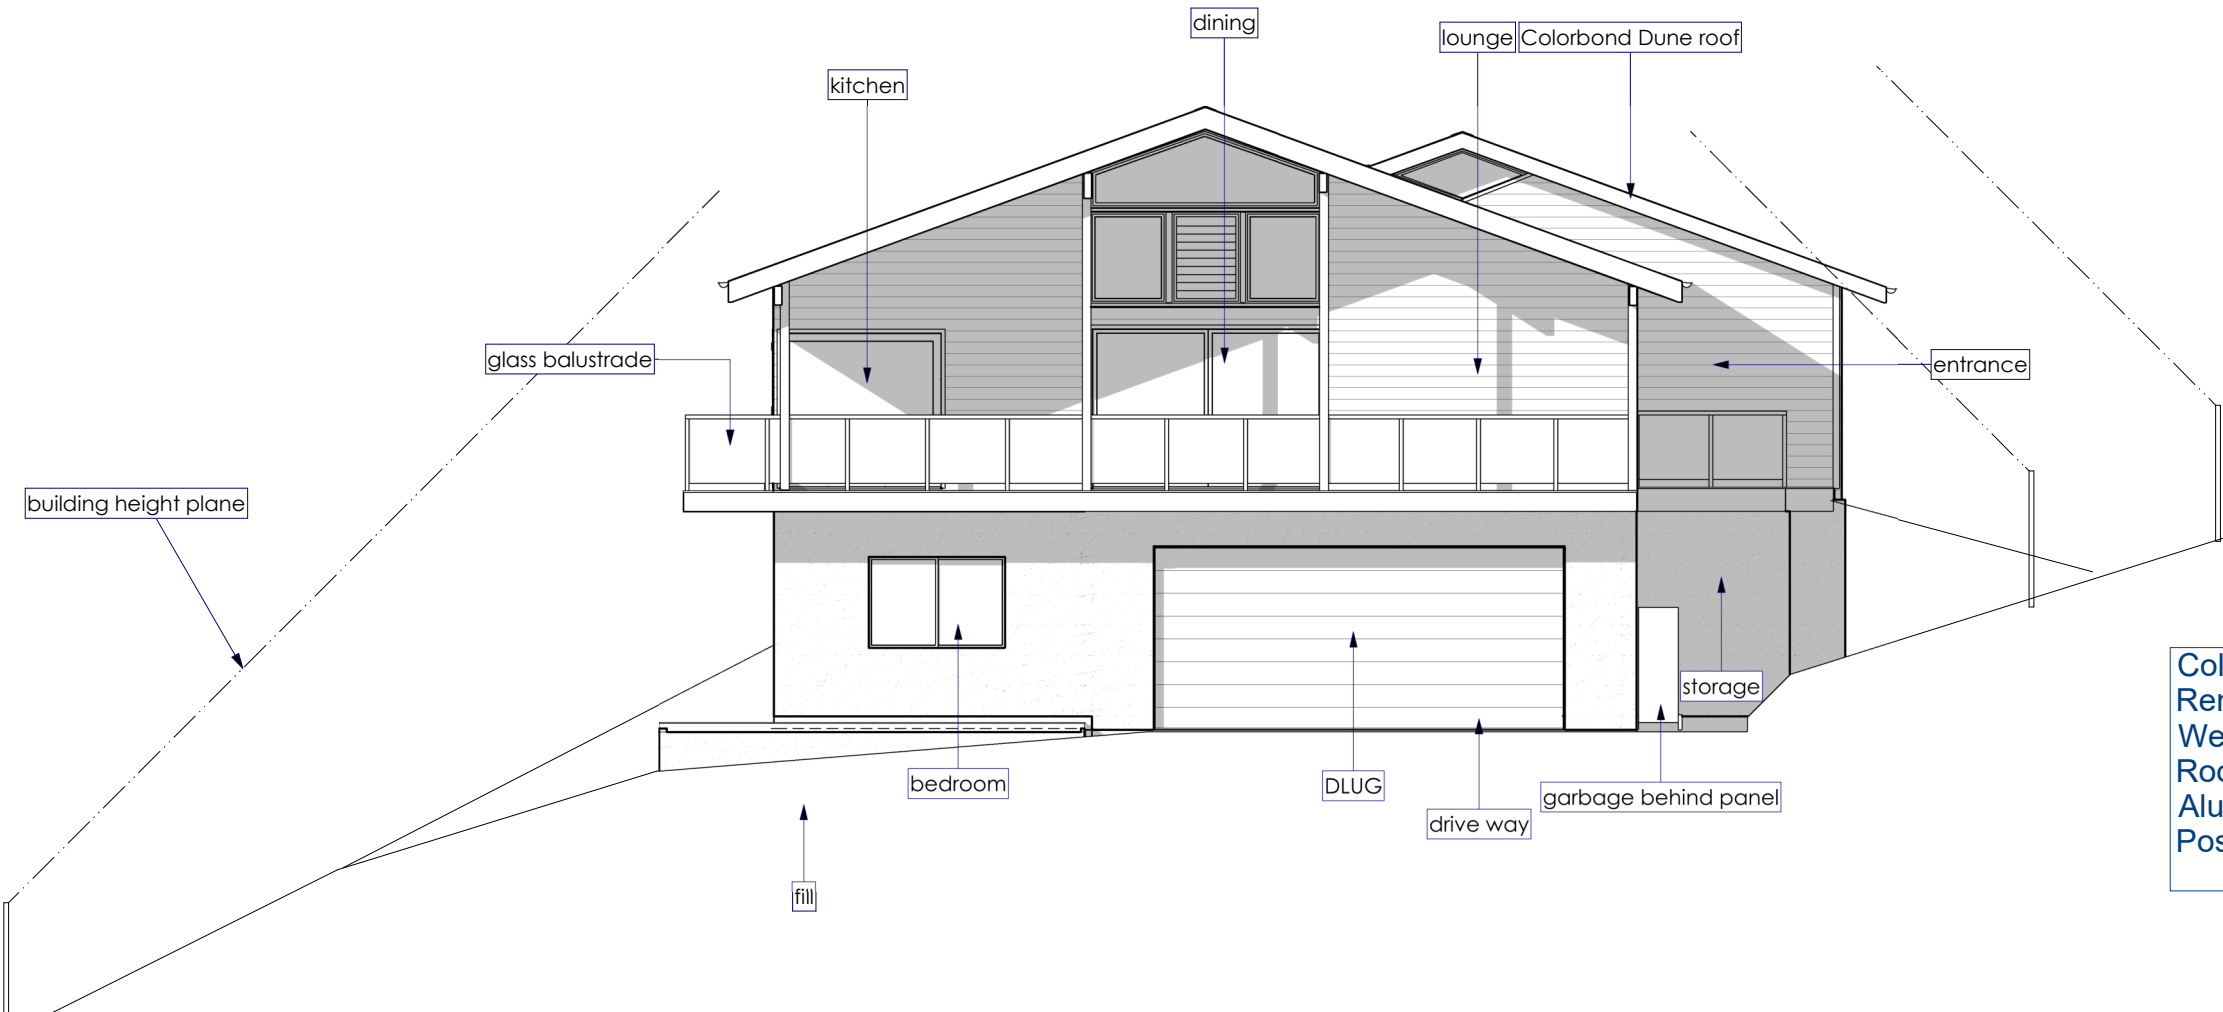 dining
lounge
Colorbond Dune roof
kitchen
glass balustrade
entrance
building height plane
storage
bedroom
DLUG
garbage behind panel
drive way
fill